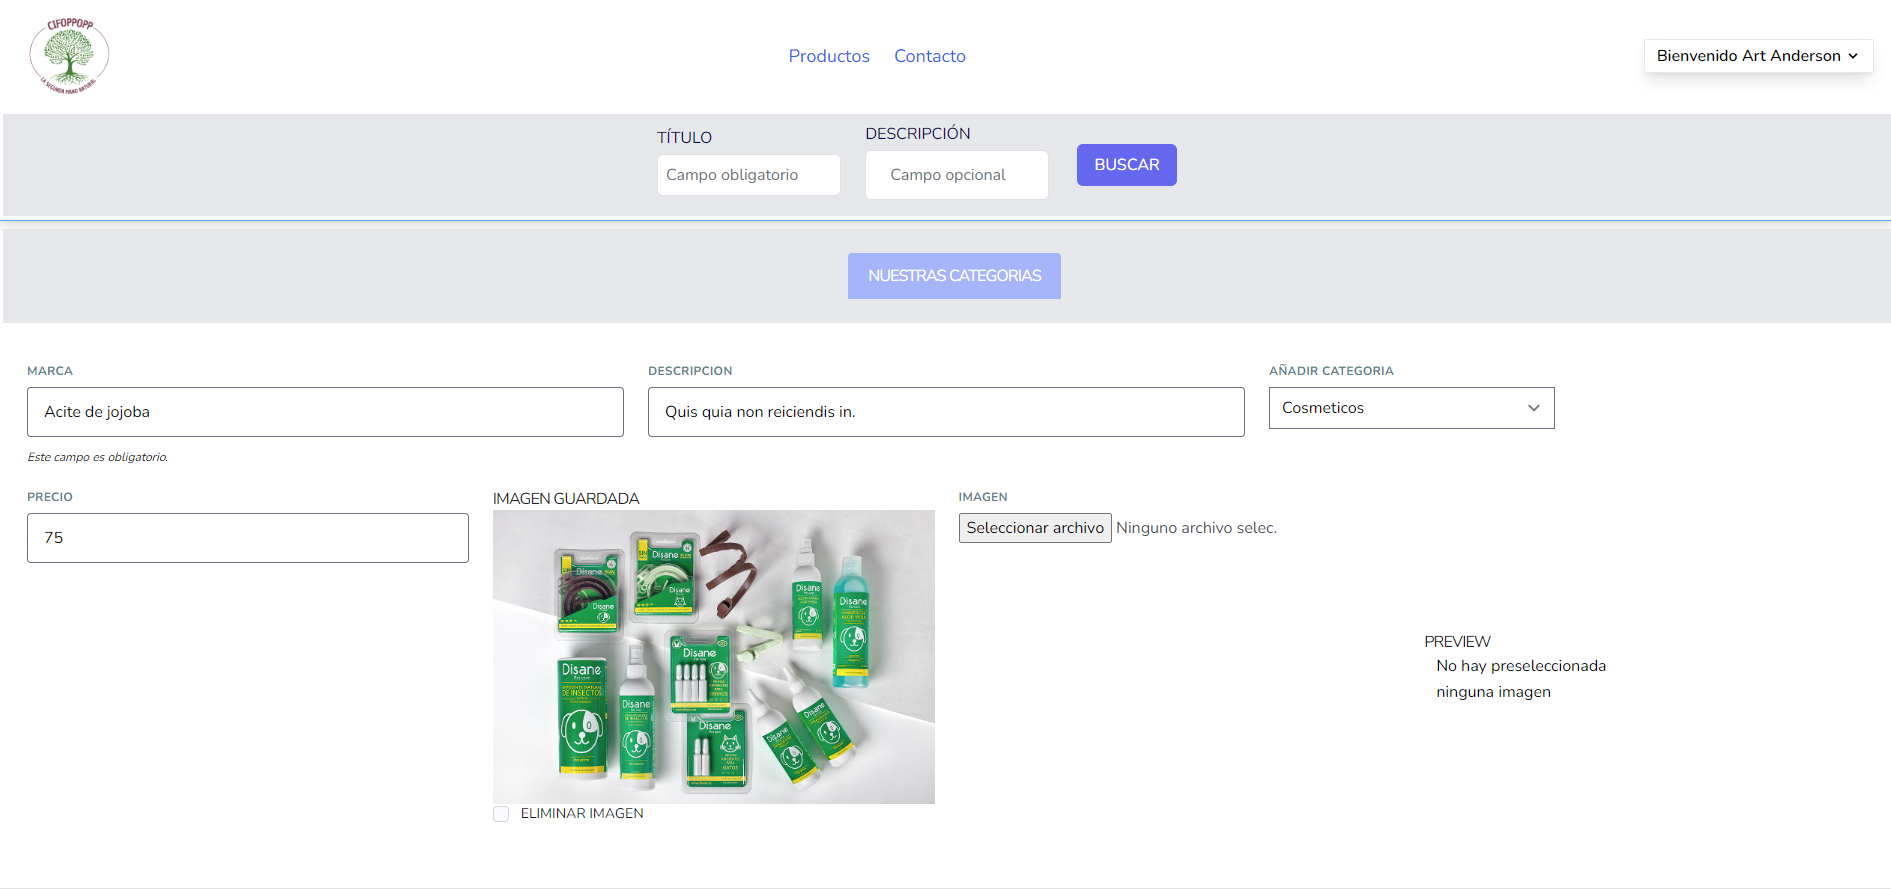 CIFOPPOPP
LA SEGUNDA MANO NATURAL
Productos
Contacto
Bienvenido Art Anderson
TÍTULO
DESCRIPCIÓN
Campo obligatorio
Campo opcional
BUSCAR
NUESTRAS CATEGORIAS
MARCA
DESCRIPCION
AÑADIR CATEGORIA
Acite de jojoba
Quis quia non reiciendis in.
Cosmeticos
Este campo es obligatorio.
PRECIO
IMAGEN GUARDADA
IMAGEN
75
Seleccionar archivo
Ninguno archivo selec.
Disane
Disane
Disane
Disane
Disane
Disane
DE INSECTOS
Disane
Disane
Disane
Disane
GATOS
PREVIEW
No hay preseleccionada
ninguna imagen
ELIMINAR IMAGEN